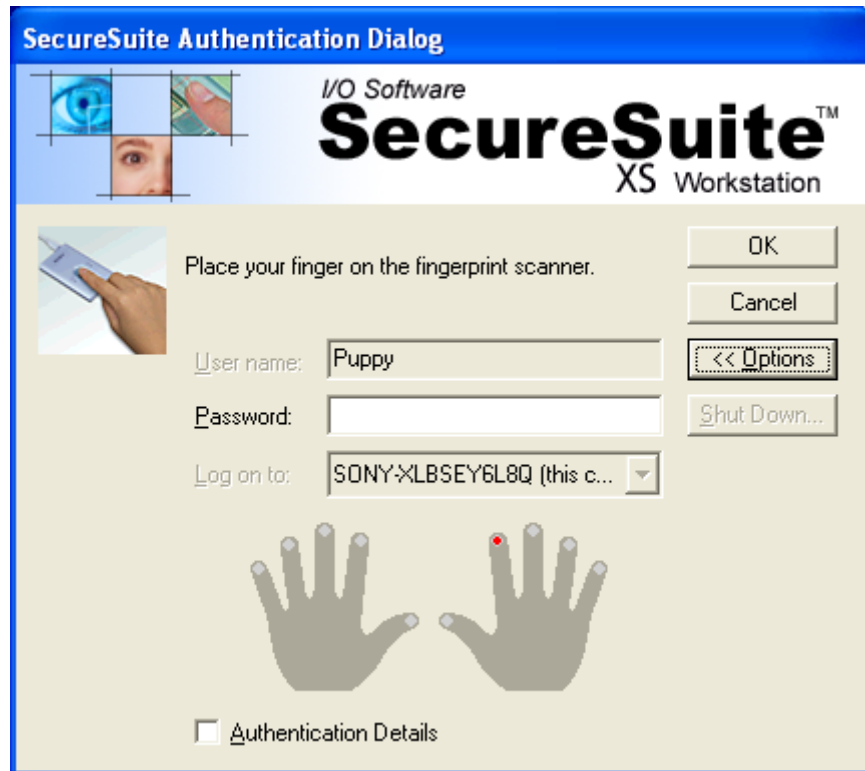 SecureSuite Authentication Dialog
I/O Software
SecureSuite™
XS Workstation
Place your finger on the fingerprint scanner.
OK
Cancel
User name: Puppy
<< Options
Password:
Shut Down...
Log on to: SONY-XLBSEY6L8Q (this c...
Authentication Details